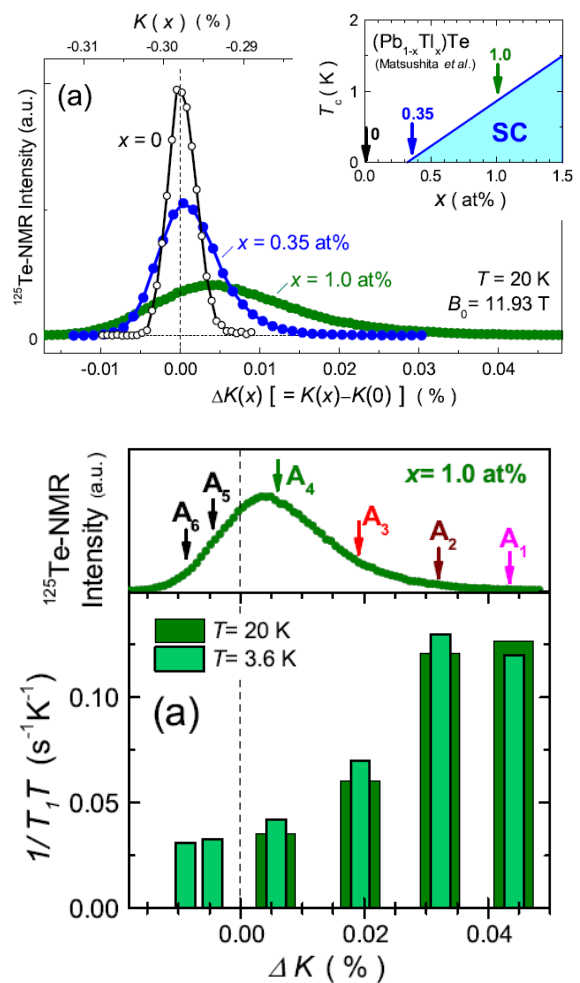 K(x) (%)
-0.31 -0.30 -0.29
(a)
¹²⁵Te-NMR Intensity (a.u.)
0
x = 0
x = 0.35 at%
x = 1.0 at%
T = 20 K
B₀ = 11.93 T
-0.01 0.00 0.01 0.02 0.03 0.04
ΔK(x) [ = K(x)–K(0) ] (%)
T_c (K)
2
1
0
(Pb₁₋ₓTlₓ)Te
(Matsushita et al.)
1.0
0.35
0
SC
0.0 0.5 1.0 1.5
x (at%)
¹²⁵Te-NMR
Intensity (a.u.)
x= 1.0 at%
A₆ A₅ A₄ A₃ A₂ A₁
T= 20 K
T= 3.6 K
(a)
1/T₁T (s⁻¹K⁻¹)
0.10
0.05
0.00
0.00 0.02 0.04
ΔK (%)